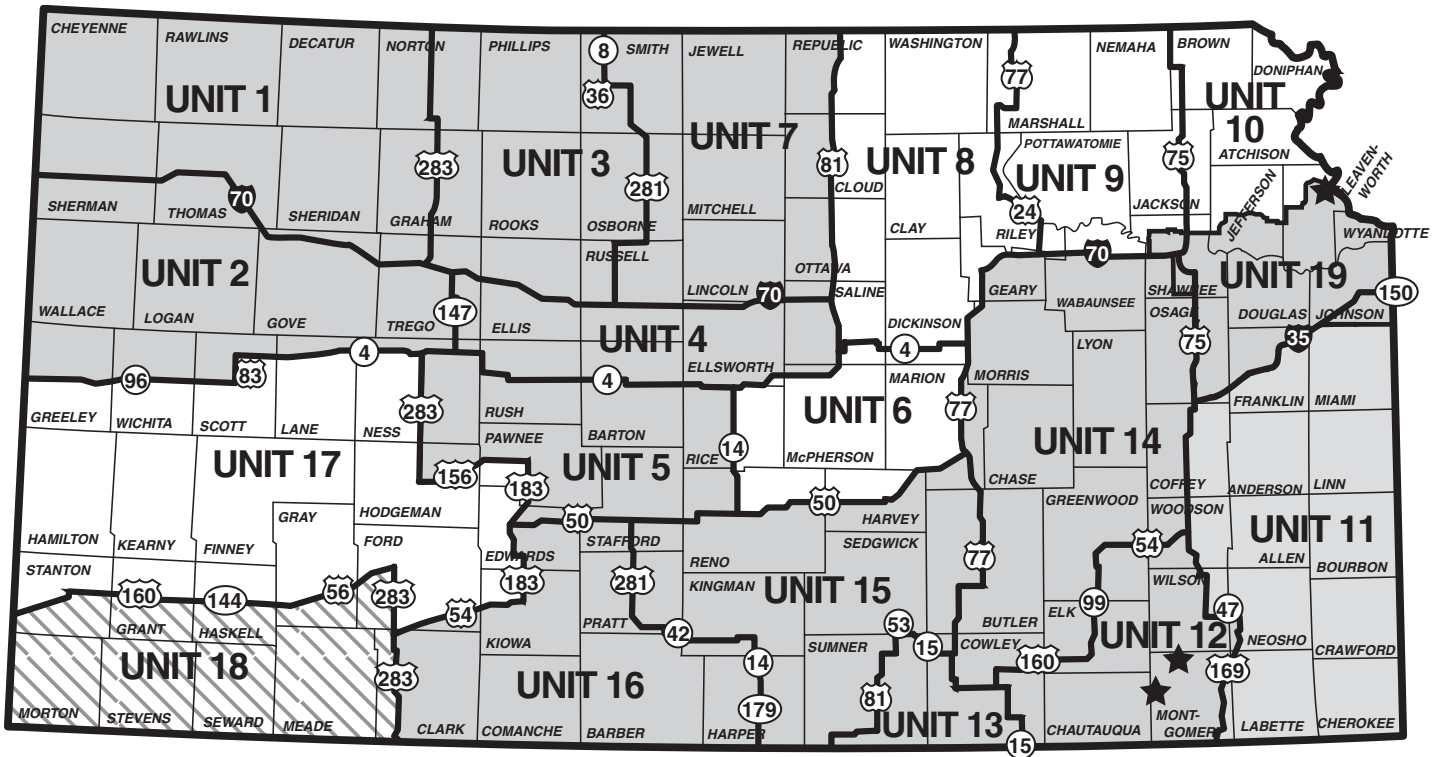 CHEYENNE
RAWLINS
DECATUR
NORTON
PHILLIPS
8
SMITH
JEWELL
REPUBLIC
WASHINGTON
77
NEMAHA
BROWN
DONIPHAN
36
UNIT 1
UNIT 3
UNIT 7
MARSHALL
UNIT
10
283
281
81
UNIT 8
POTTAWATOMIE
UNIT 9
75
ATCHISON
LEAVEN-
WORTH
CLOUD
70
SHERMAN
THOMAS
SHERIDAN
GRAHAM
ROOKS
OSBORNE
MITCHELL
CLAY
24
RILEY
JACKSON
JEFFERSON
WYANDOTTE
UNIT 2
RUSSELL
OTTAWA
70
UNIT 19
WALLACE
LOGAN
GOVE
TREGO
147
ELLIS
LINCOLN
70
SALINE
GEARY
WABAUNSEE
SHAWNEE
OSAGE
DOUGLAS
JOHNSON
150
UNIT 4
DICKINSON
4
LYON
75
35
96
83
4
4
ELLSWORTH
MARION
MORRIS
GREELEY
WICHITA
SCOTT
LANE
NESS
283
RUSH
PAWNEE
BARTON
UNIT 6
77
FRANKLIN
MIAMI
UNIT 17
156
183
UNIT 5
RICE
14
McPHERSON
UNIT 14
CHASE
COFFEY
ANDERSON
LINN
HAMILTON
KEARNY
FINNEY
GRAY
HODGEMAN
50
50
HARVEY
GREENWOOD
WOODSON
UNIT 11
STANTON
FORD
EDWARDS
STAFFORD
RENO
SEDGWICK
77
54
ALLEN
BOURBON
160
144
56
283
183
281
KINGMAN
UNIT 15
WILSON
GRANT
HASKELL
54
KIOWA
PRATT
42
53
BUTLER
ELK
99
47
UNIT 12
NEOSHO
UNIT 18
283
UNIT 16
14
SUMNER
15
COWLEY
160
169
CRAWFORD
MORTON
STEVENS
SEWARD
MEADE
CLARK
COMANCHE
BARBER
179
HARPER
81
UNIT 13
15
CHAUTAUQUA
MONT-
GOMERY
LABETTE
CHEROKEE